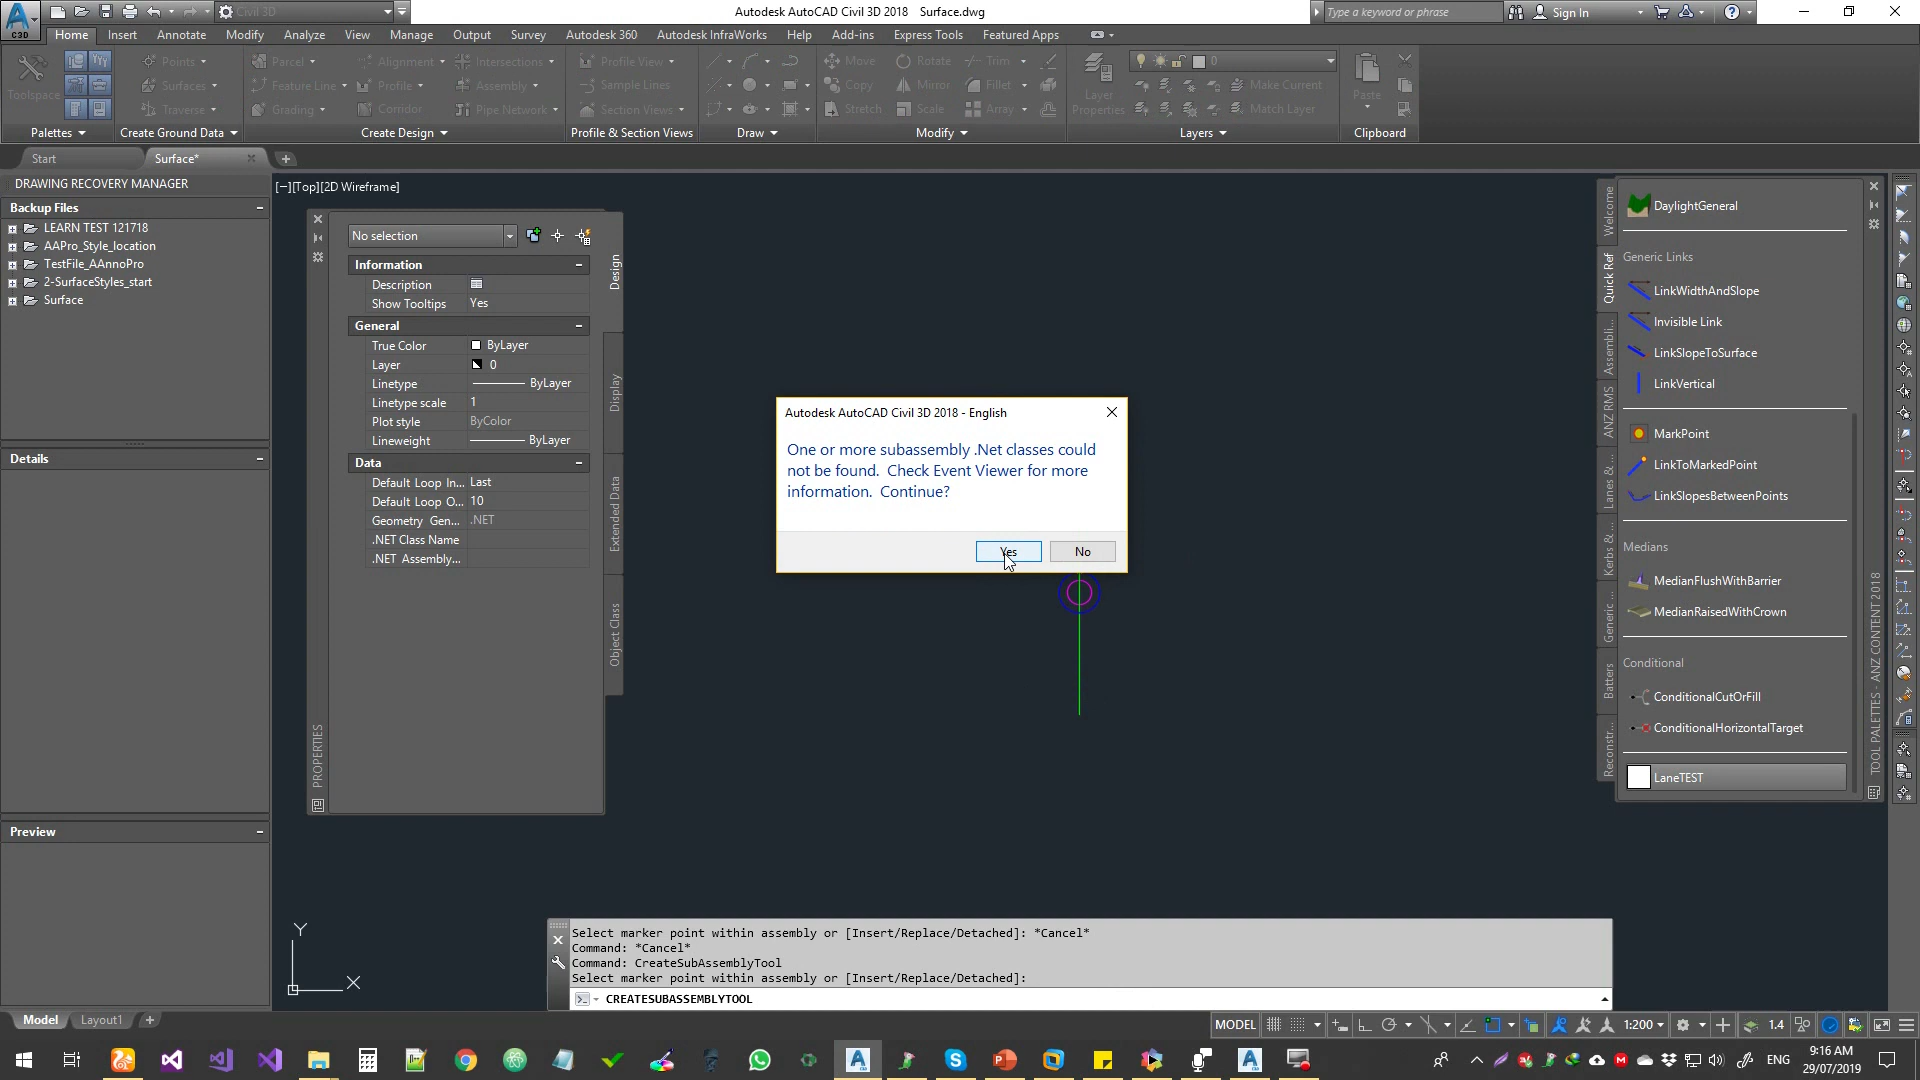 C3D
Civil 3D
Autodesk AutoCAD Civil 3D 2018 Surface.dwg
Type a keyword or phrase
Sign In
Home Insert Annotate Modify Analyze View Manage Output Survey Autodesk 360 Autodesk InfraWorks Help Add-ins Express Tools Featured Apps
Toolspace
Points
Surfaces
Traverse
Parcel
Feature Line
Grading
Alignment
Profile
Corridor
Intersections
Assembly
Pipe Network
Profile View
Sample Lines
Section Views
Move
Copy
Stretch
Rotate
Mirror
Scale
Trim
Fillet
Array
Layer
Properties
0
Make Current
Match Layer
Paste
Palettes
Create Ground Data
Create Design
Profile & Section Views
Draw
Modify
Layers
Clipboard
Start
Surface*
DRAWING RECOVERY MANAGER
Backup Files
LEARN TEST 121718
AAPro_Style_location
TestFile_AAnnoPro
2-SurfaceStyles_start
Surface
Details
Preview
[−][Top][2D Wireframe]
No selection
Information
Description
Show Tooltips Yes
General
True Color ByLayer
Layer 0
Linetype ByLayer
Linetype scale 1
Plot style ByColor
Lineweight ByLayer
Data
Default Loop In... Last
Default Loop O... 10
Geometry Gen... .NET
.NET Class Name
.NET Assembly...
Design
Display
Extended Data
Object Class
PROPERTIES
Autodesk AutoCAD Civil 3D 2018 - English
One or more subassembly .Net classes could
not be found. Check Event Viewer for more
information. Continue?
Yes
No
Welcome
Quick Ref
Assembli...
ANZ RMS
Lanes &...
Kerbs &...
Generic ...
Batters
Reconstr...
DaylightGeneral
Generic Links
LinkWidthAndSlope
Invisible Link
LinkSlopeToSurface
LinkVertical
MarkPoint
LinkToMarkedPoint
LinkSlopesBetweenPoints
Medians
MedianFlushWithBarrier
MedianRaisedWithCrown
Conditional
ConditionalCutOrFill
ConditionalHorizontalTarget
LaneTEST
TOOL PALETTES - ANZ CONTENT 2018
Y
X
Select marker point within assembly or [Insert/Replace/Detached]: *Cancel*
Command: *Cancel*
Command: CreateSubAssemblyTool
Select marker point within assembly or [Insert/Replace/Detached]:
CREATESUBASSEMBLYTOOL
Model
Layout1
MODEL
1:200
1.4
ENG
9:16 AM
29/07/2019